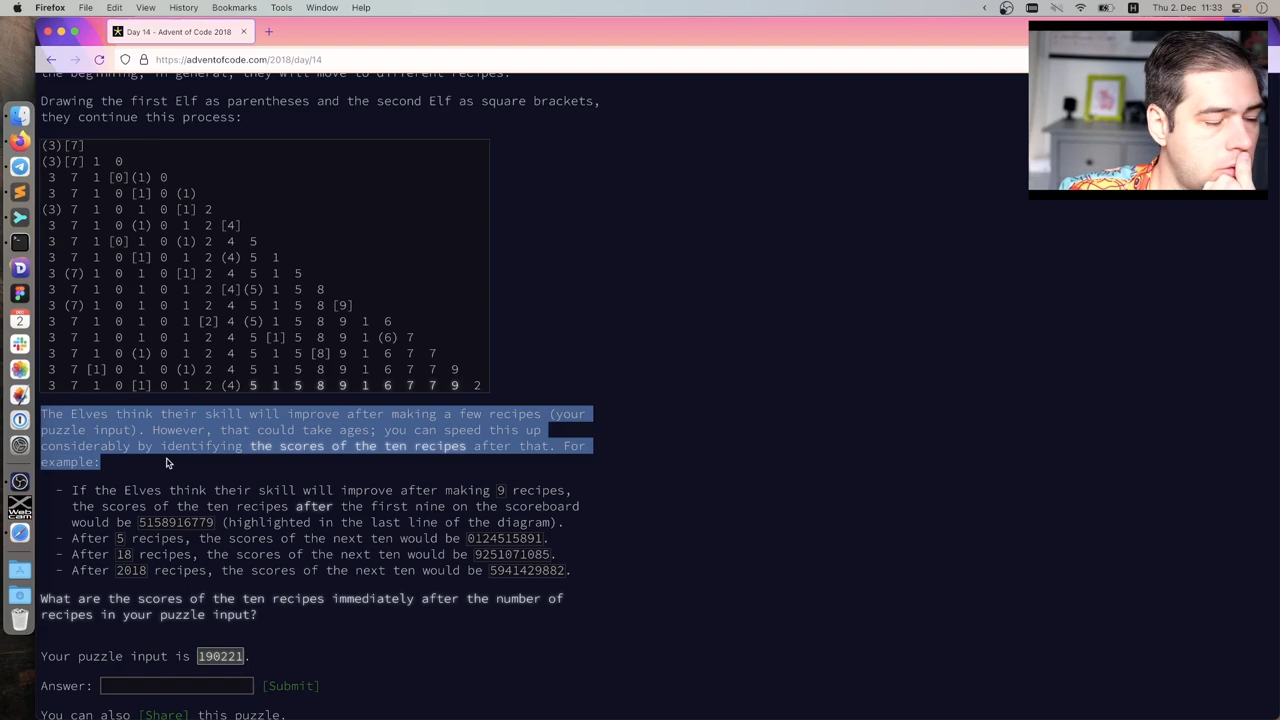 Firefox File Edit View History Bookmarks Tools Window Help Thu 2. Dec 11:33
Day 14 - Advent of Code 2018
https://adventofcode.com/2018/day/14
the beginning, in general, they will move to different recipes.
Drawing the first Elf as parentheses and the second Elf as square brackets,
they continue this process:
(3)[7]
(3)[7] 1 0
3 7 1 [0](1) 0
3 7 1 0 [1] 0 (1)
(3) 7 1 0 1 0 [1] 2
3 7 1 0 (1) 0 1 2 [4]
3 7 1 [0] 1 0 (1) 2 4 5
3 7 1 0 [1] 0 1 2 (4) 5 1
3 (7) 1 0 1 0 [1] 2 4 5 1 5
3 7 1 0 1 0 1 2 [4](5) 1 5 8
3 (7) 1 0 1 0 1 2 4 5 1 5 8 [9]
3 7 1 0 1 0 1 [2] 4 (5) 1 5 8 9 1 6
3 7 1 0 1 0 1 2 4 5 [1] 5 8 9 1 (6) 7
3 7 1 0 (1) 0 1 2 4 5 1 5 [8] 9 1 6 7 7
3 7 [1] 0 1 0 (1) 2 4 5 1 5 8 9 1 6 7 7 9
3 7 1 0 [1] 0 1 2 (4) 5 1 5 8 9 1 6 7 7 9 2
The Elves think their skill will improve after making a few recipes (your
puzzle input). However, that could take ages; you can speed this up
considerably by identifying the scores of the ten recipes after that. For
example:
- If the Elves think their skill will improve after making 9 recipes,
the scores of the ten recipes after the first nine on the scoreboard
would be 5158916779 (highlighted in the last line of the diagram).
- After 5 recipes, the scores of the next ten would be 0124515891.
- After 18 recipes, the scores of the next ten would be 9251071085.
- After 2018 recipes, the scores of the next ten would be 5941429882.
What are the scores of the ten recipes immediately after the number of
recipes in your puzzle input?
Your puzzle input is 190221.
Answer: [Submit]
You can also [Share] this puzzle.